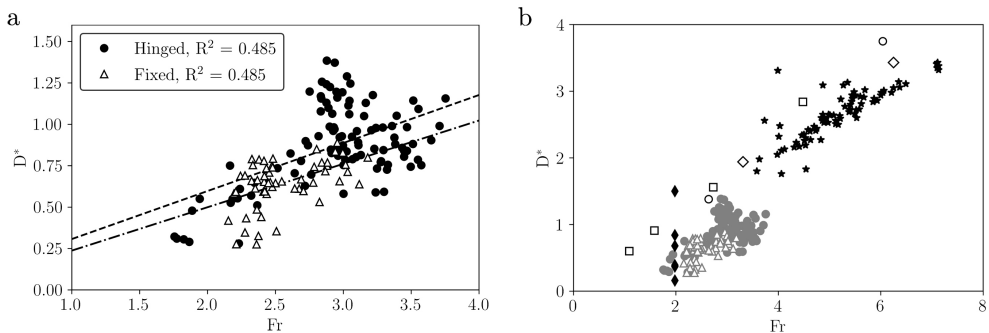 a
Hinged, R² = 0.485
Fixed, R² = 0.485
D*
1.50
1.25
1.00
0.75
0.50
0.25
0.00
1.0 1.5 2.0 2.5 3.0 3.5 4.0
Fr
b
D*
4
3
2
1
0
0 2 4 6 8
Fr